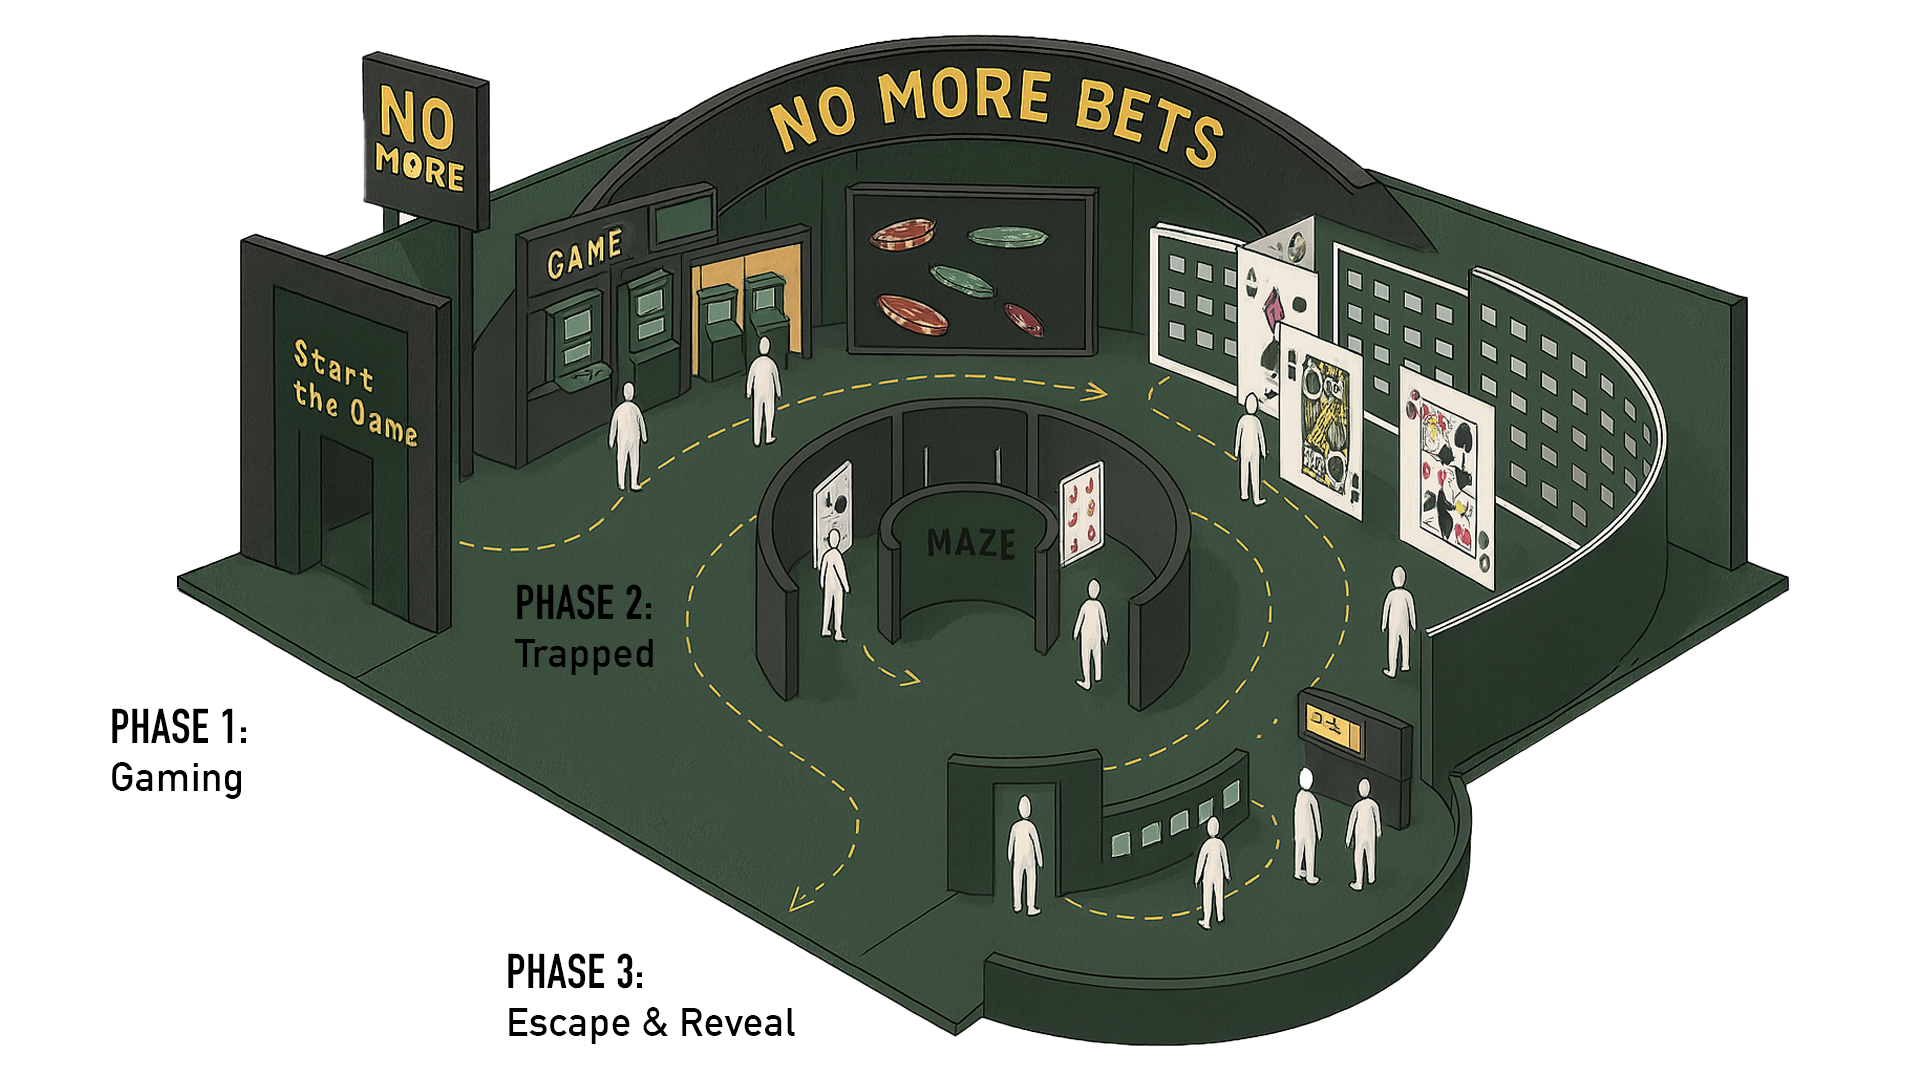 NO MORE BETS
NO
MORE
GAME
Start
the Oame
MAZE
PHASE 1:
Gaming
PHASE 2:
Trapped
PHASE 3:
Escape & Reveal